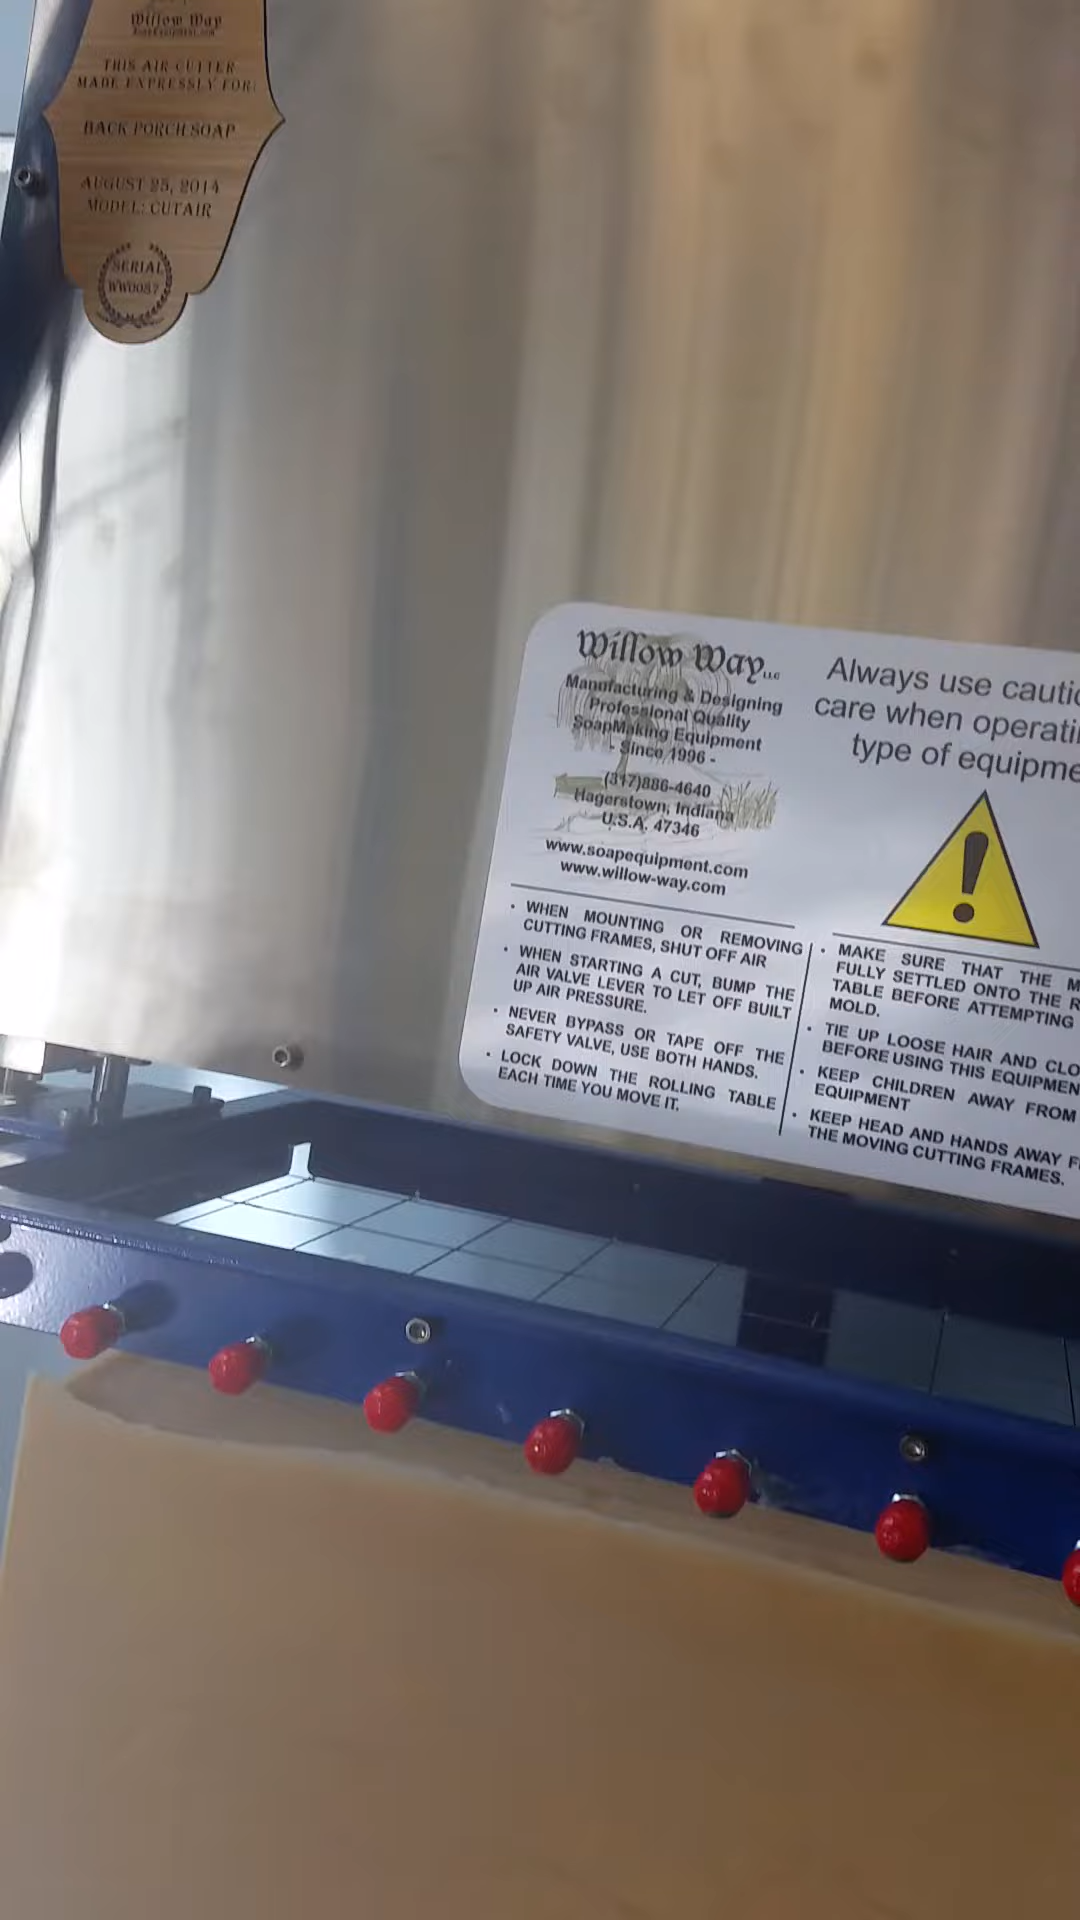 Willow Way
SoapEquipment.com
THIS AIR CUTTER
MADE EXPRESSLY FOR:
BACK PORCH SOAP
AUGUST 25, 2014
MODEL: CUTAIR
SERIAL
WW0087
Willow Way LLC
Manufacturing & Designing
Professional Quality
SoapMaking Equipment
- Since 1996 -
(317)886-4640
Hagerstown, Indiana
U.S.A. 47346
www.soapequipment.com
www.willow-way.com
• WHEN MOUNTING OR REMOVING
CUTTING FRAMES, SHUT OFF AIR
• WHEN STARTING A CUT, BUMP THE
AIR VALVE LEVER TO LET OFF BUILT
UP AIR PRESSURE.
• NEVER BYPASS OR TAPE OFF THE
SAFETY VALVE, USE BOTH HANDS.
• LOCK DOWN THE ROLLING TABLE
EACH TIME YOU MOVE IT.
Always use cautio
care when operati
type of equipme
• MAKE SURE THAT THE M
FULLY SETTLED ONTO THE R
TABLE BEFORE ATTEMPTING
MOLD.
• TIE UP LOOSE HAIR AND CLO
BEFORE USING THIS EQUIPMEN
• KEEP CHILDREN AWAY FROM
EQUIPMENT
• KEEP HEAD AND HANDS AWAY F
THE MOVING CUTTING FRAMES.